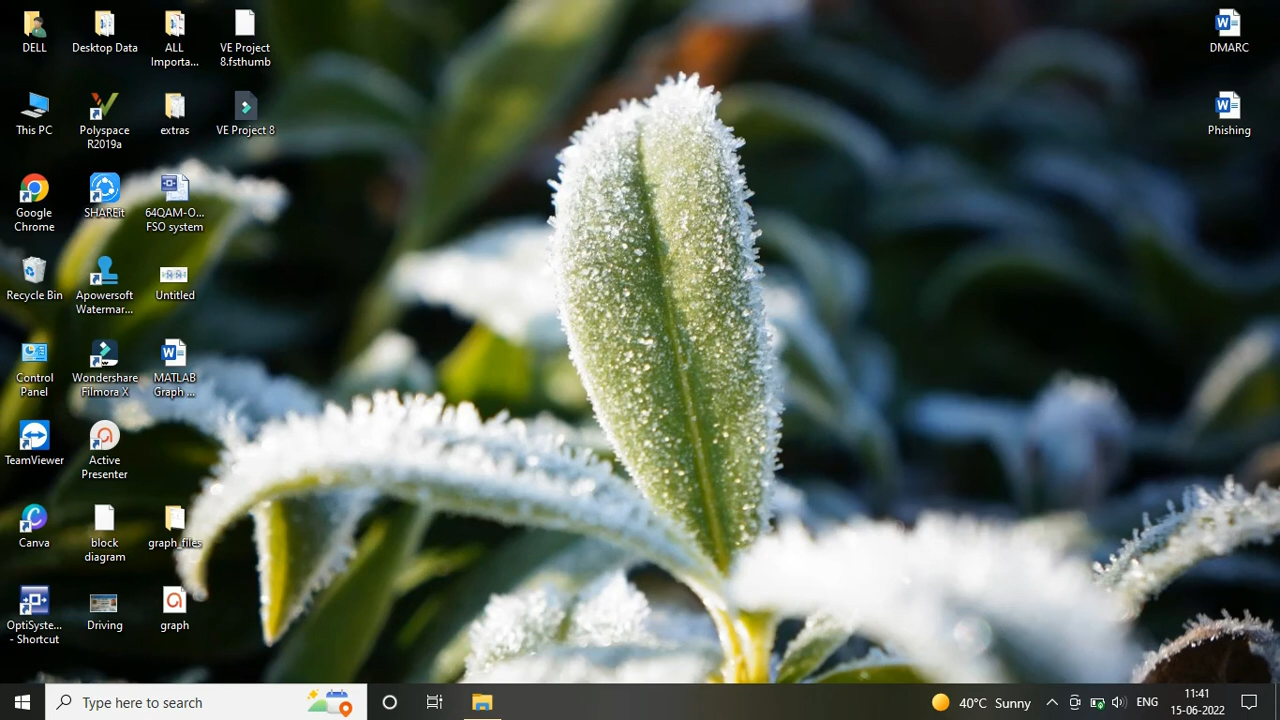 DELL
Desktop Data
ALL
Importa...
VE Project
8.fsthumb
This PC
Polyspace
R2019a
extras
VE Project 8
Google
Chrome
SHAREit
64QAM-O...
FSO system
Recycle Bin
Apowersoft
Watermar...
Untitled
Control
Panel
Wondershare
Filmora X
MATLAB
Graph ...
TeamViewer
Active
Presenter
Canva
block
diagram
graph_files
OptiSyste...
- Shortcut
Driving
graph
DMARC
Phishing
Type here to search
40°C Sunny
ENG
11:41
15-06-2022